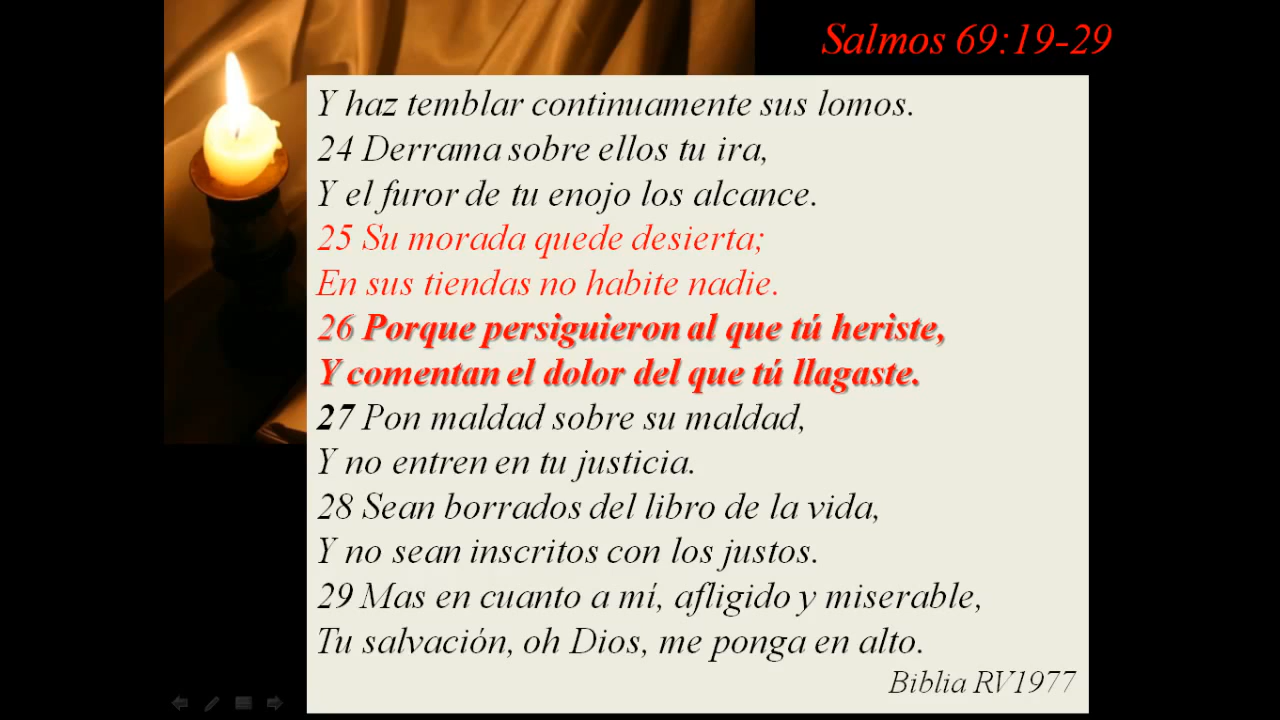 Salmos 69:19-29
Y haz temblar continuamente sus lomos.
24 Derrama sobre ellos tu ira,
Y el furor de tu enojo los alcance.
25 Su morada quede desierta;
En sus tiendas no habite nadie.
26 Porque persiguieron al que tú heriste,
Y comentan el dolor del que tú llagaste.
27 Pon maldad sobre su maldad,
Y no entren en tu justicia.
28 Sean borrados del libro de la vida,
Y no sean inscritos con los justos.
29 Mas en cuanto a mí, afligido y miserable,
Tu salvación, oh Dios, me ponga en alto.
Biblia RV1977